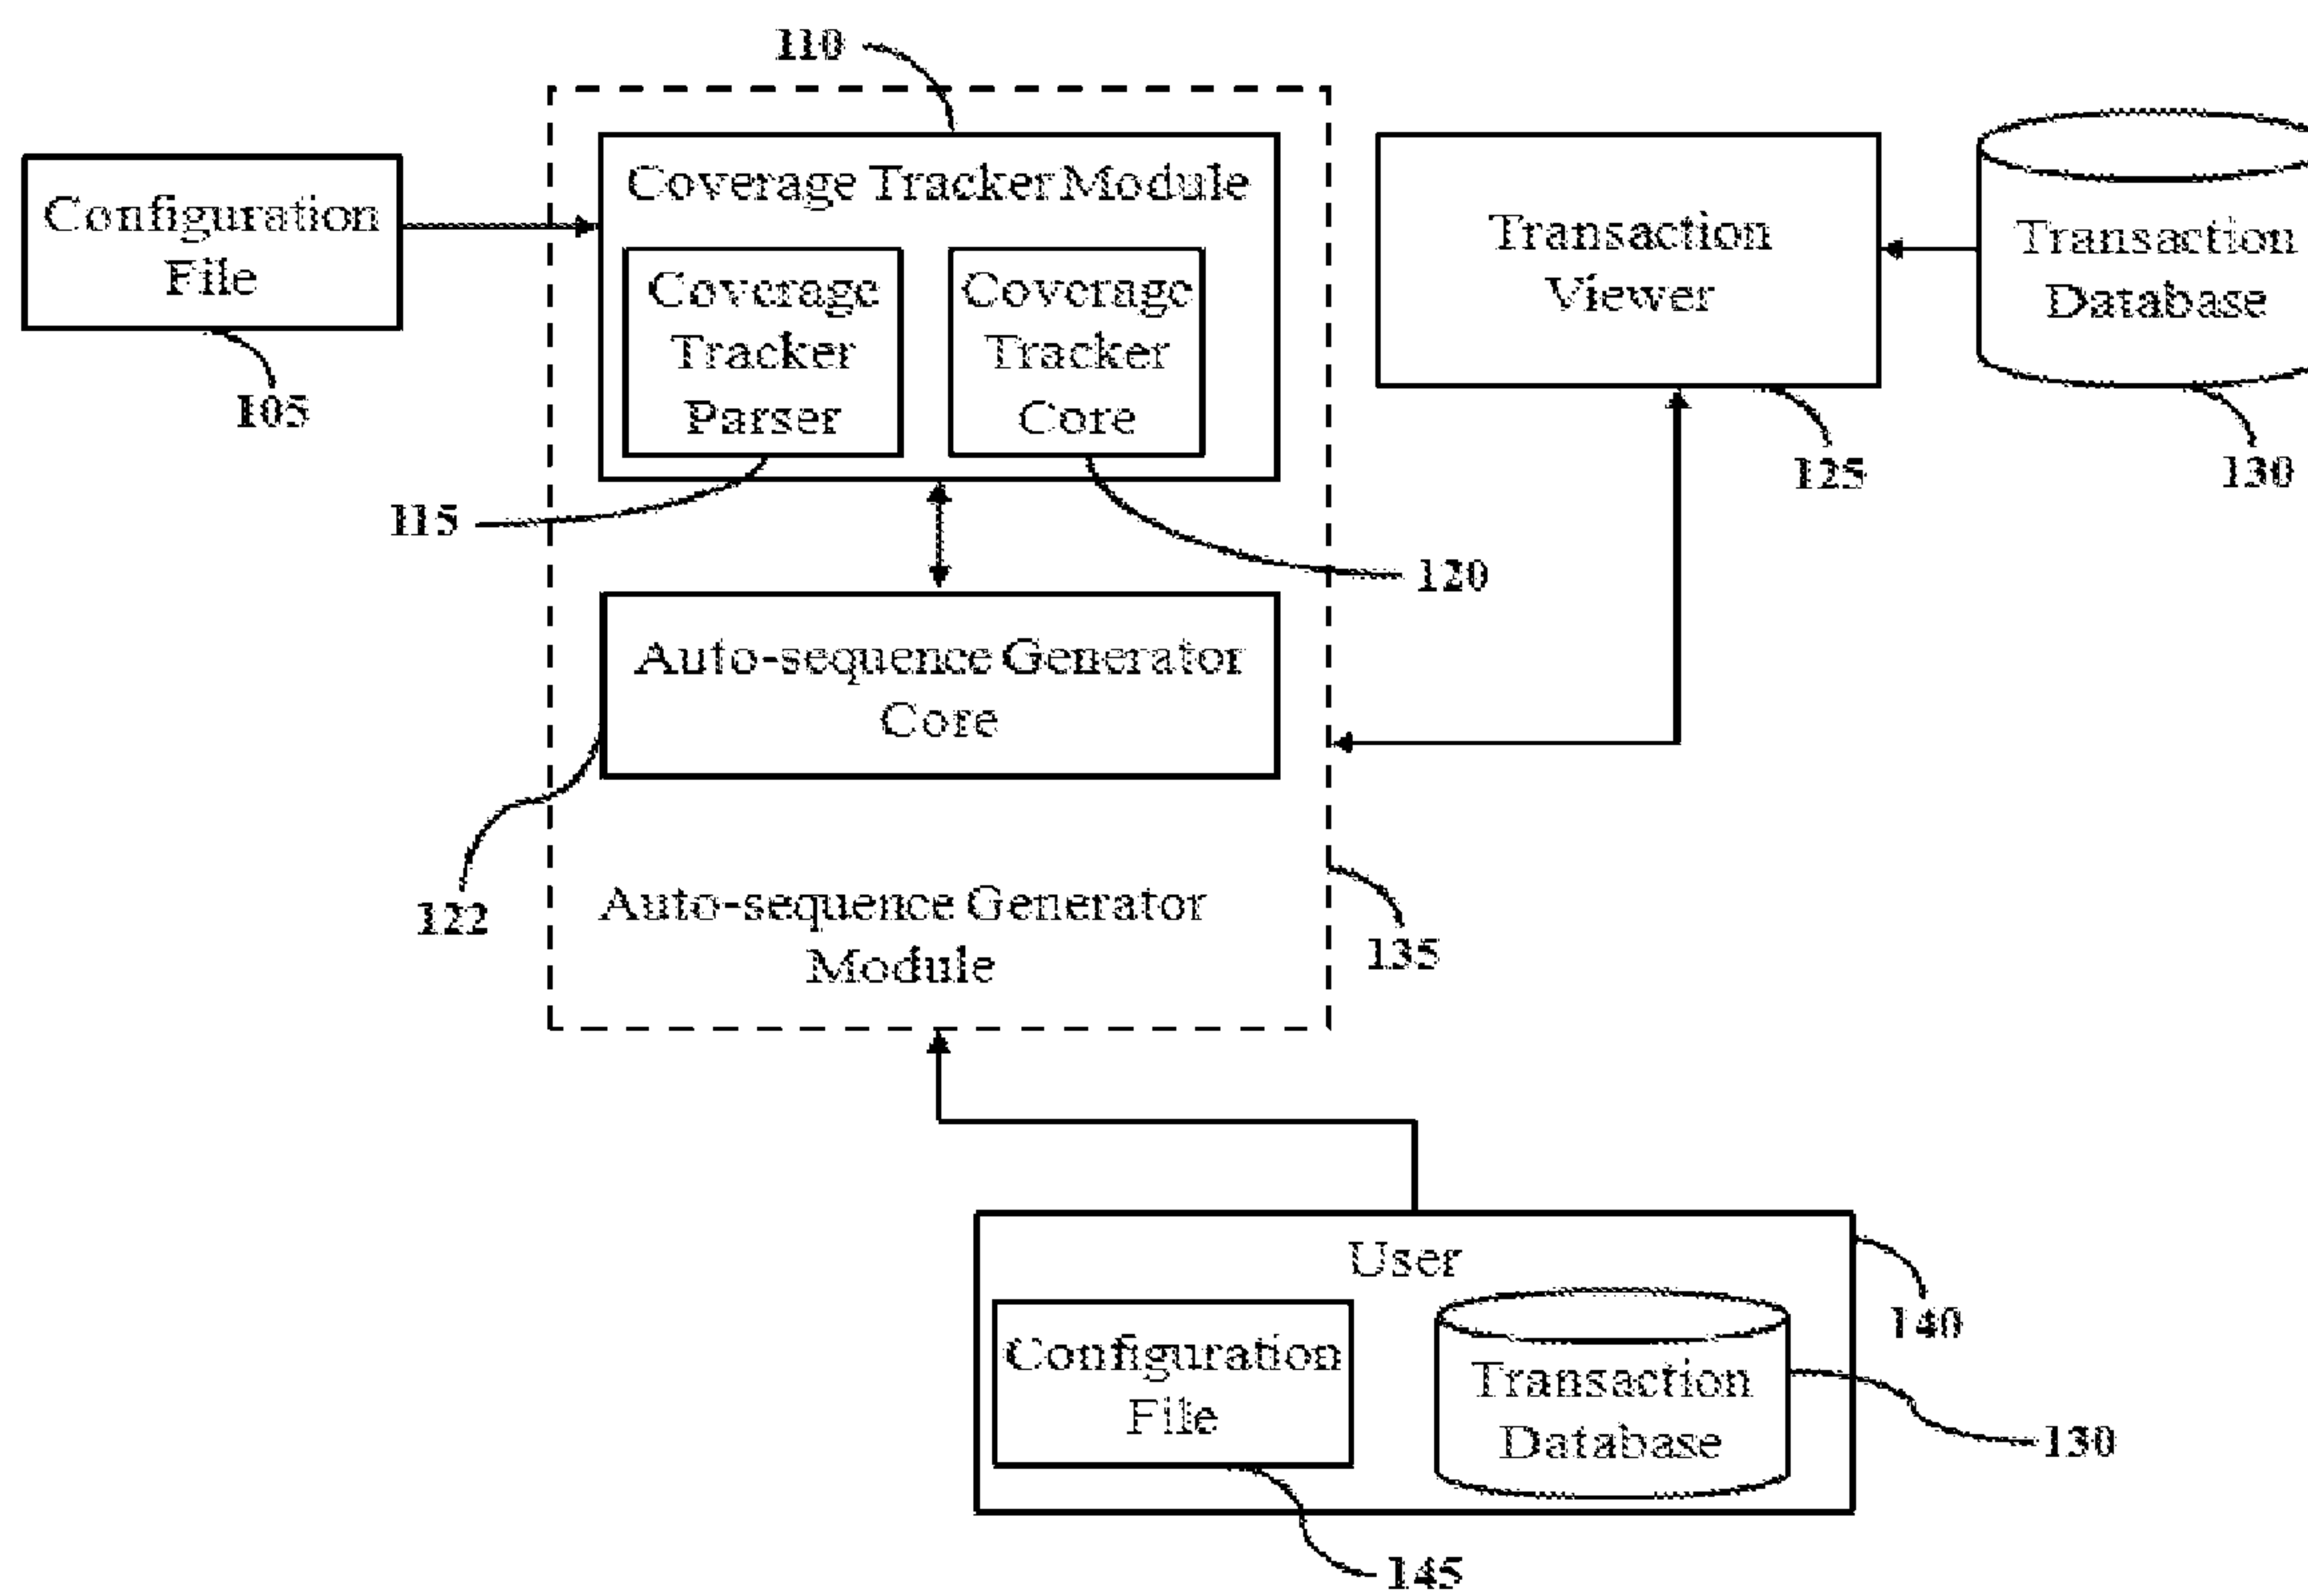 110
Coverage Tracker Module
Configuration
File
105
Coverage
Tracker
Parser
115
Coverage
Tracker
Core
120
Transaction
Viewer
125
Transaction
Database
130
Auto-sequence Generator
Core
122
Auto-sequence Generator
Module
135
User
140
Configuration
File
145
Transaction
Database
130